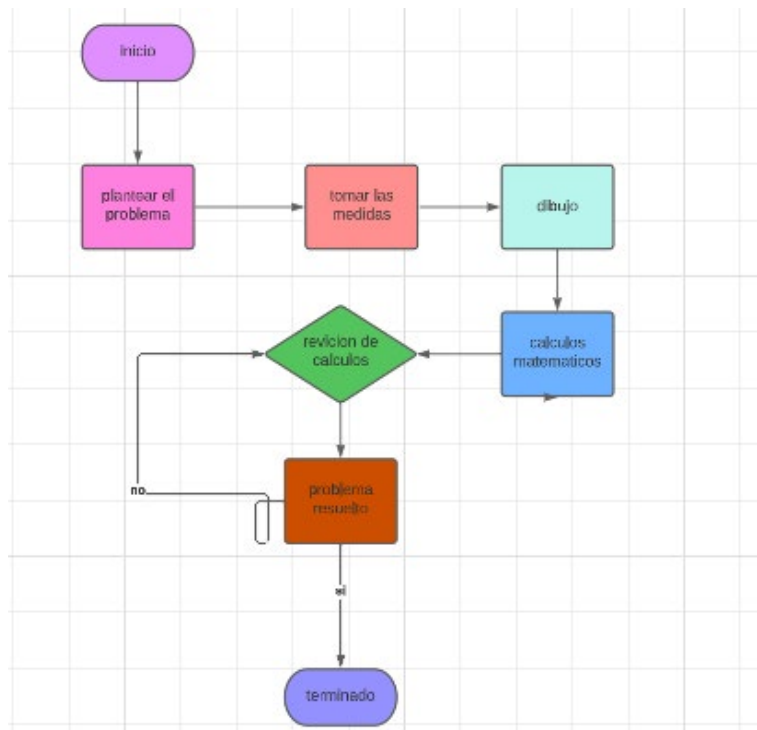 inicio
plantear el
problema
tomar las
medidas
dibujo
revicion de
calculos
calculos
matematicos
no
problema
resuelto
si
terminado